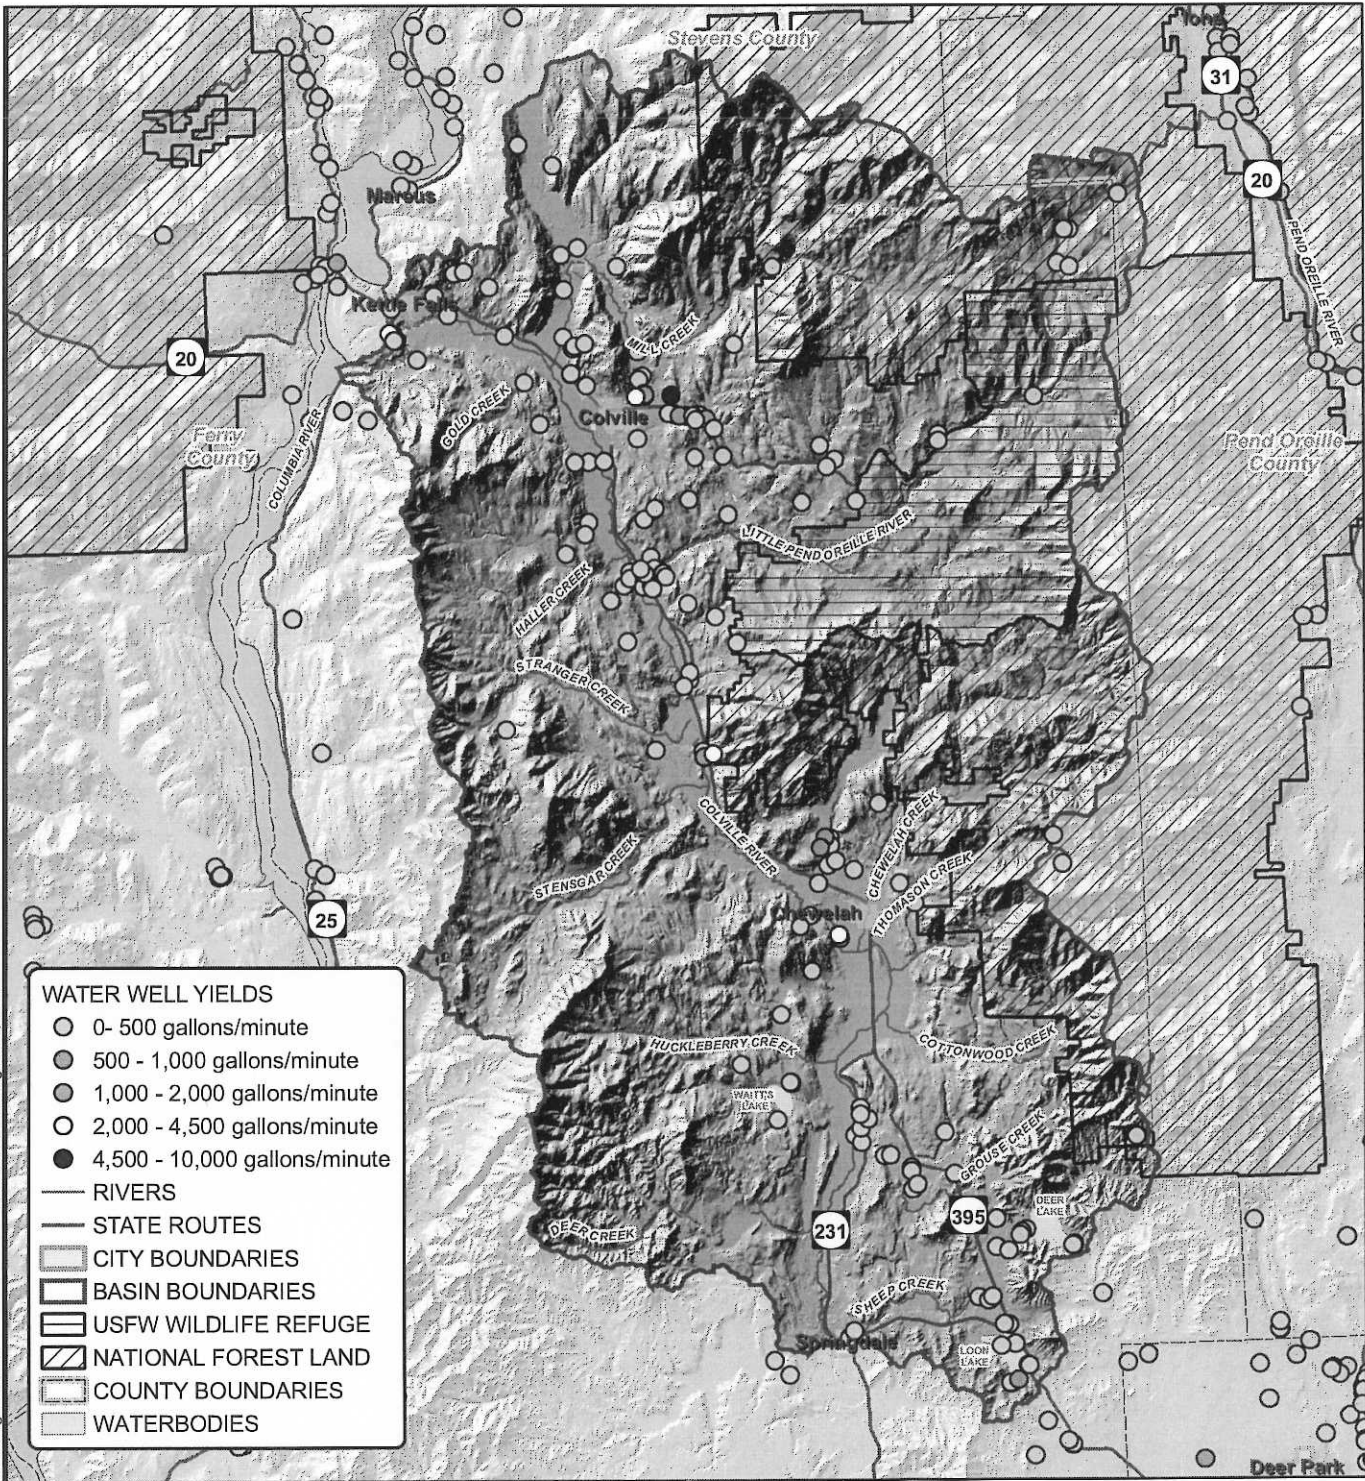 Ione
Stevens County
31
20
Marcus
PEND OREILLE RIVER
Kettle Falls
MILL CREEK
20
GOLD CREEK
Colville
Ferry
County
COLUMBIA RIVER
Pend Oreille
County
LITTLE PEND OREILLE RIVER
HALLER CREEK
STRANGER CREEK
COLVILLE RIVER
CHEWELAH CREEK
STENSGAR CREEK
THOMASON CREEK
Chewelah
25
WATER WELL YIELDS
0- 500 gallons/minute
500 - 1,000 gallons/minute
1,000 - 2,000 gallons/minute
2,000 - 4,500 gallons/minute
4,500 - 10,000 gallons/minute
RIVERS
STATE ROUTES
CITY BOUNDARIES
BASIN BOUNDARIES
USFW WILDLIFE REFUGE
NATIONAL FOREST LAND
COUNTY BOUNDARIES
WATERBODIES
HUCKLEBERRY CREEK
COTTONWOOD CREEK
WAITTS
LAKE
GROUSE CREEK
DEER
LAKE
DEER CREEK
231
395
SHEEP CREEK
Springdale
LOON
LAKE
Deer Park